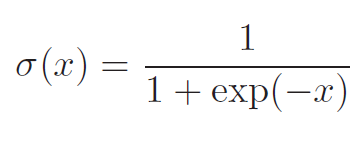 σ(x) = 1 / (1 + exp(−x))